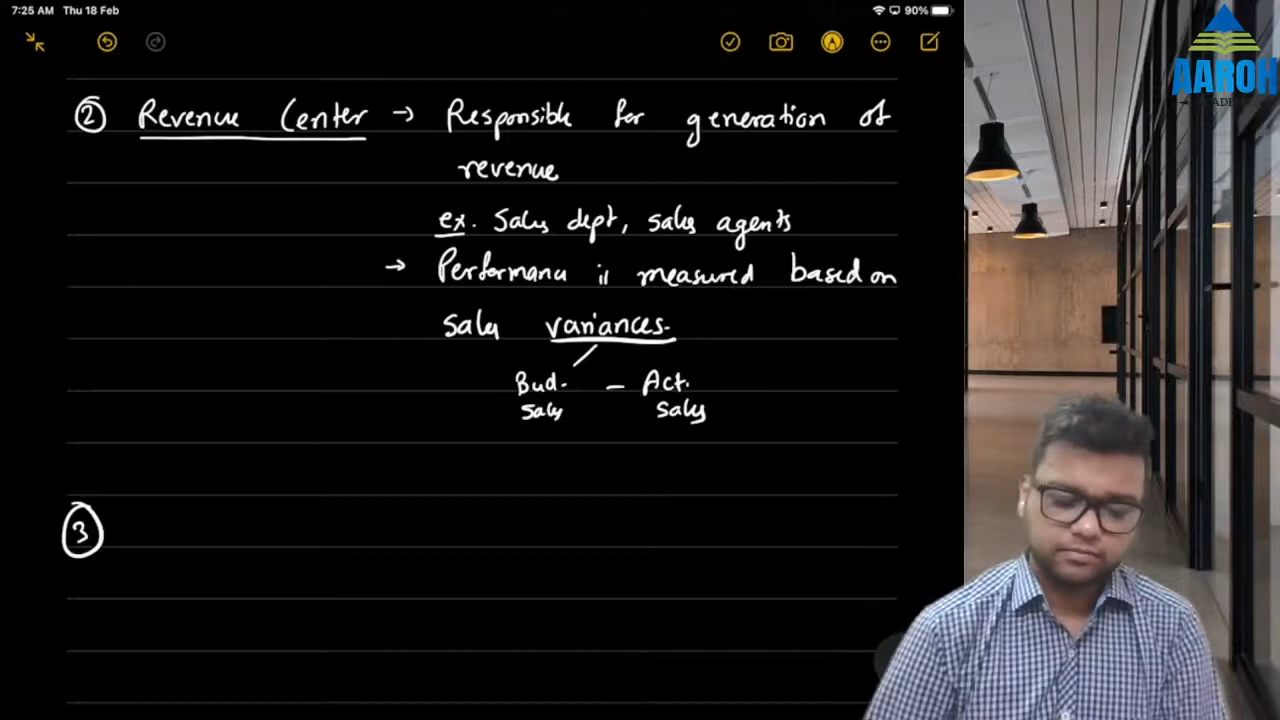 7:25 AM Thu 18 Feb
90%
② Revenue Center → Responsible for generation of
revenue
ex. Sales dept, sales agents
→ Performance is measured based on
sales variances.
Bud. - Act.
Sales Sales
③
AAROH